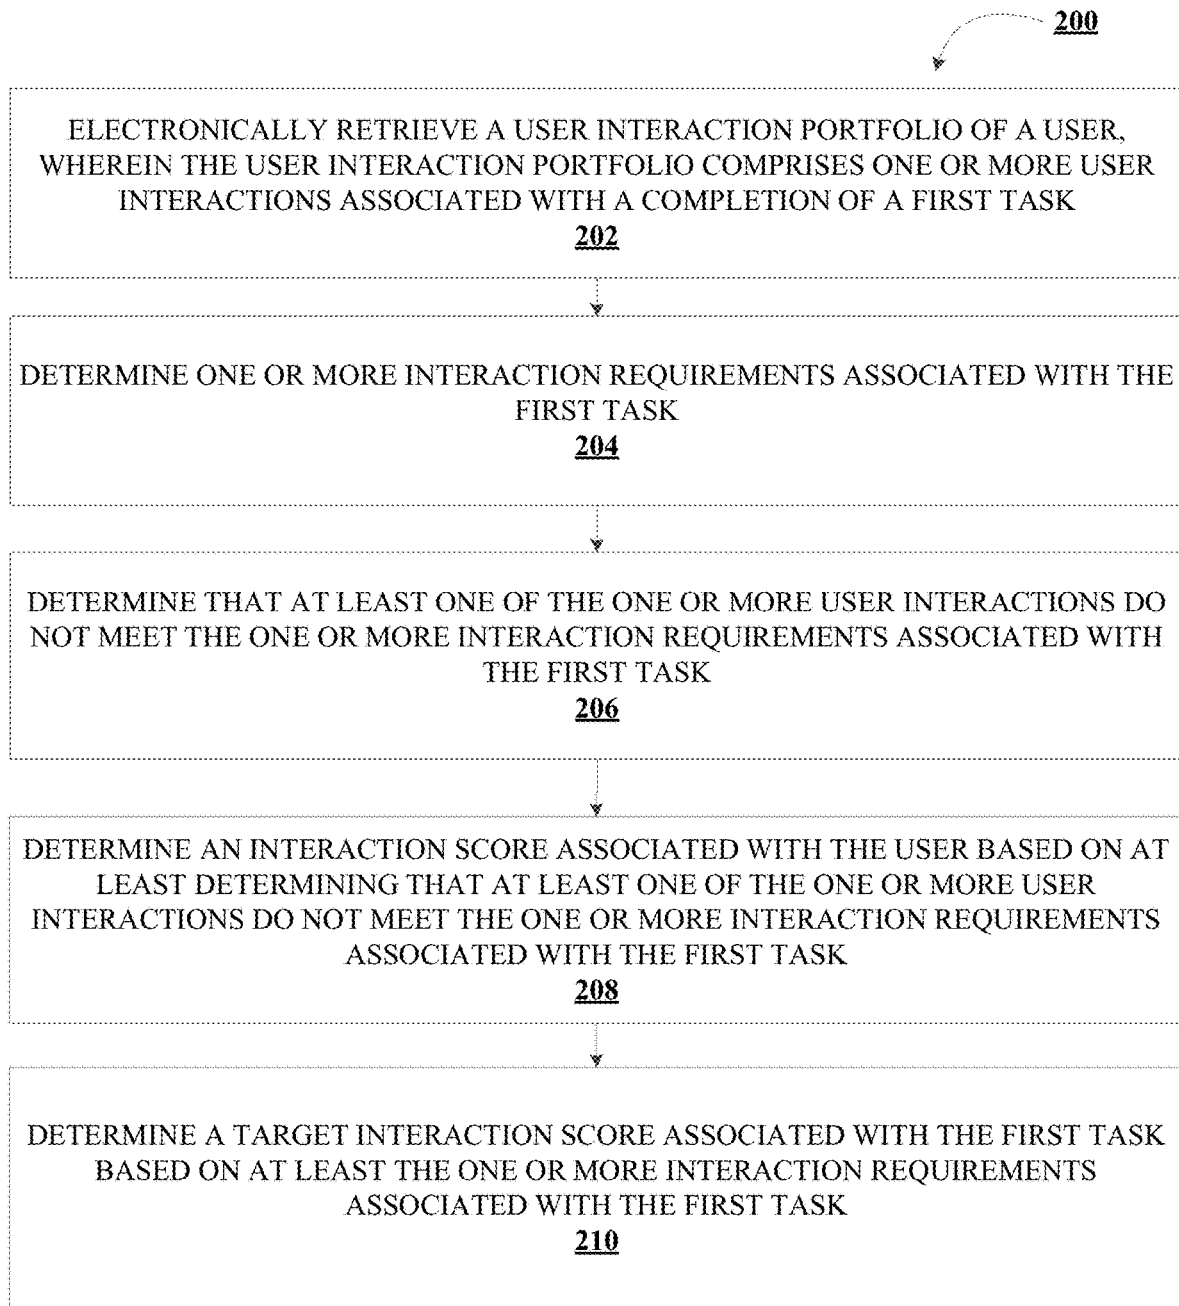 200
ELECTRONICALLY RETRIEVE A USER INTERACTION PORTFOLIO OF A USER,
WHEREIN THE USER INTERACTION PORTFOLIO COMPRISES ONE OR MORE USER
INTERACTIONS ASSOCIATED WITH A COMPLETION OF A FIRST TASK
202
DETERMINE ONE OR MORE INTERACTION REQUIREMENTS ASSOCIATED WITH THE
FIRST TASK
204
DETERMINE THAT AT LEAST ONE OF THE ONE OR MORE USER INTERACTIONS DO
NOT MEET THE ONE OR MORE INTERACTION REQUIREMENTS ASSOCIATED WITH
THE FIRST TASK
206
DETERMINE AN INTERACTION SCORE ASSOCIATED WITH THE USER BASED ON AT
LEAST DETERMINING THAT AT LEAST ONE OF THE ONE OR MORE USER
INTERACTIONS DO NOT MEET THE ONE OR MORE INTERACTION REQUIREMENTS
ASSOCIATED WITH THE FIRST TASK
208
DETERMINE A TARGET INTERACTION SCORE ASSOCIATED WITH THE FIRST TASK
BASED ON AT LEAST THE ONE OR MORE INTERACTION REQUIREMENTS
ASSOCIATED WITH THE FIRST TASK
210